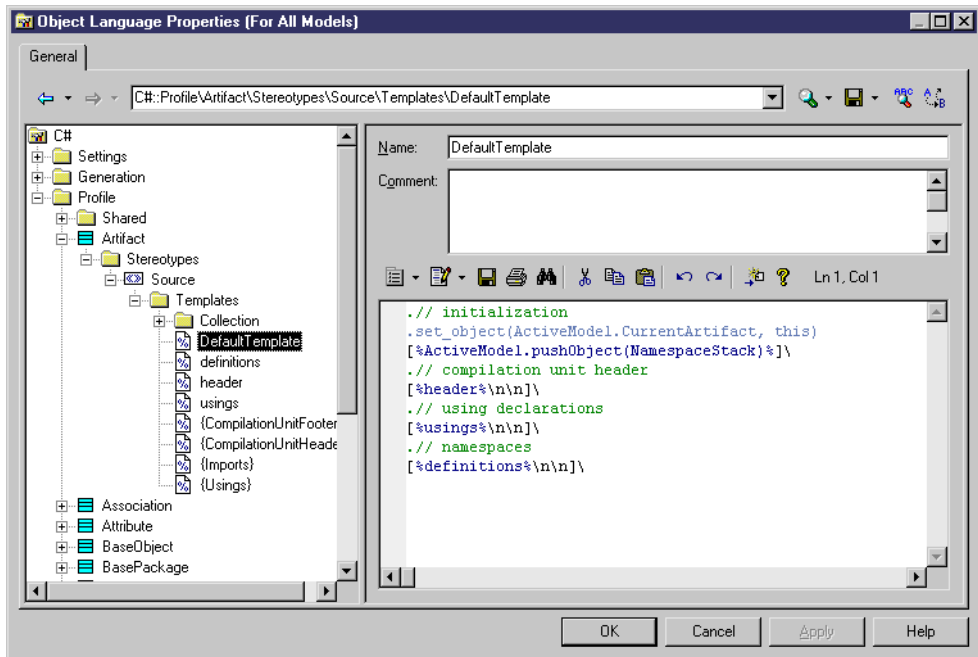 Object Language Properties (For All Models)
General
C#::Profile\Artifact\Stereotypes\Source\Templates\DefaultTemplate
ABC
A
B
C#
Settings
Generation
Profile
Shared
Artifact
Stereotypes
Source
Templates
Collection
DefaultTemplate
definitions
header
usings
{CompilationUnitFooter
{CompilationUnitHeade
{Imports}
{Usings}
Association
Attribute
BaseObject
BasePackage
Name: DefaultTemplate
Comment:
Ln 1, Col 1
.// initialization
.set_object(ActiveModel.CurrentArtifact, this)
[%ActiveModel.pushObject(NamespaceStack)%]\
.// compilation unit header
[%header%\n\n]\
.// using declarations
[%usings%\n\n]\
.// namespaces
[%definitions%\n\n]\
OK Cancel Apply Help